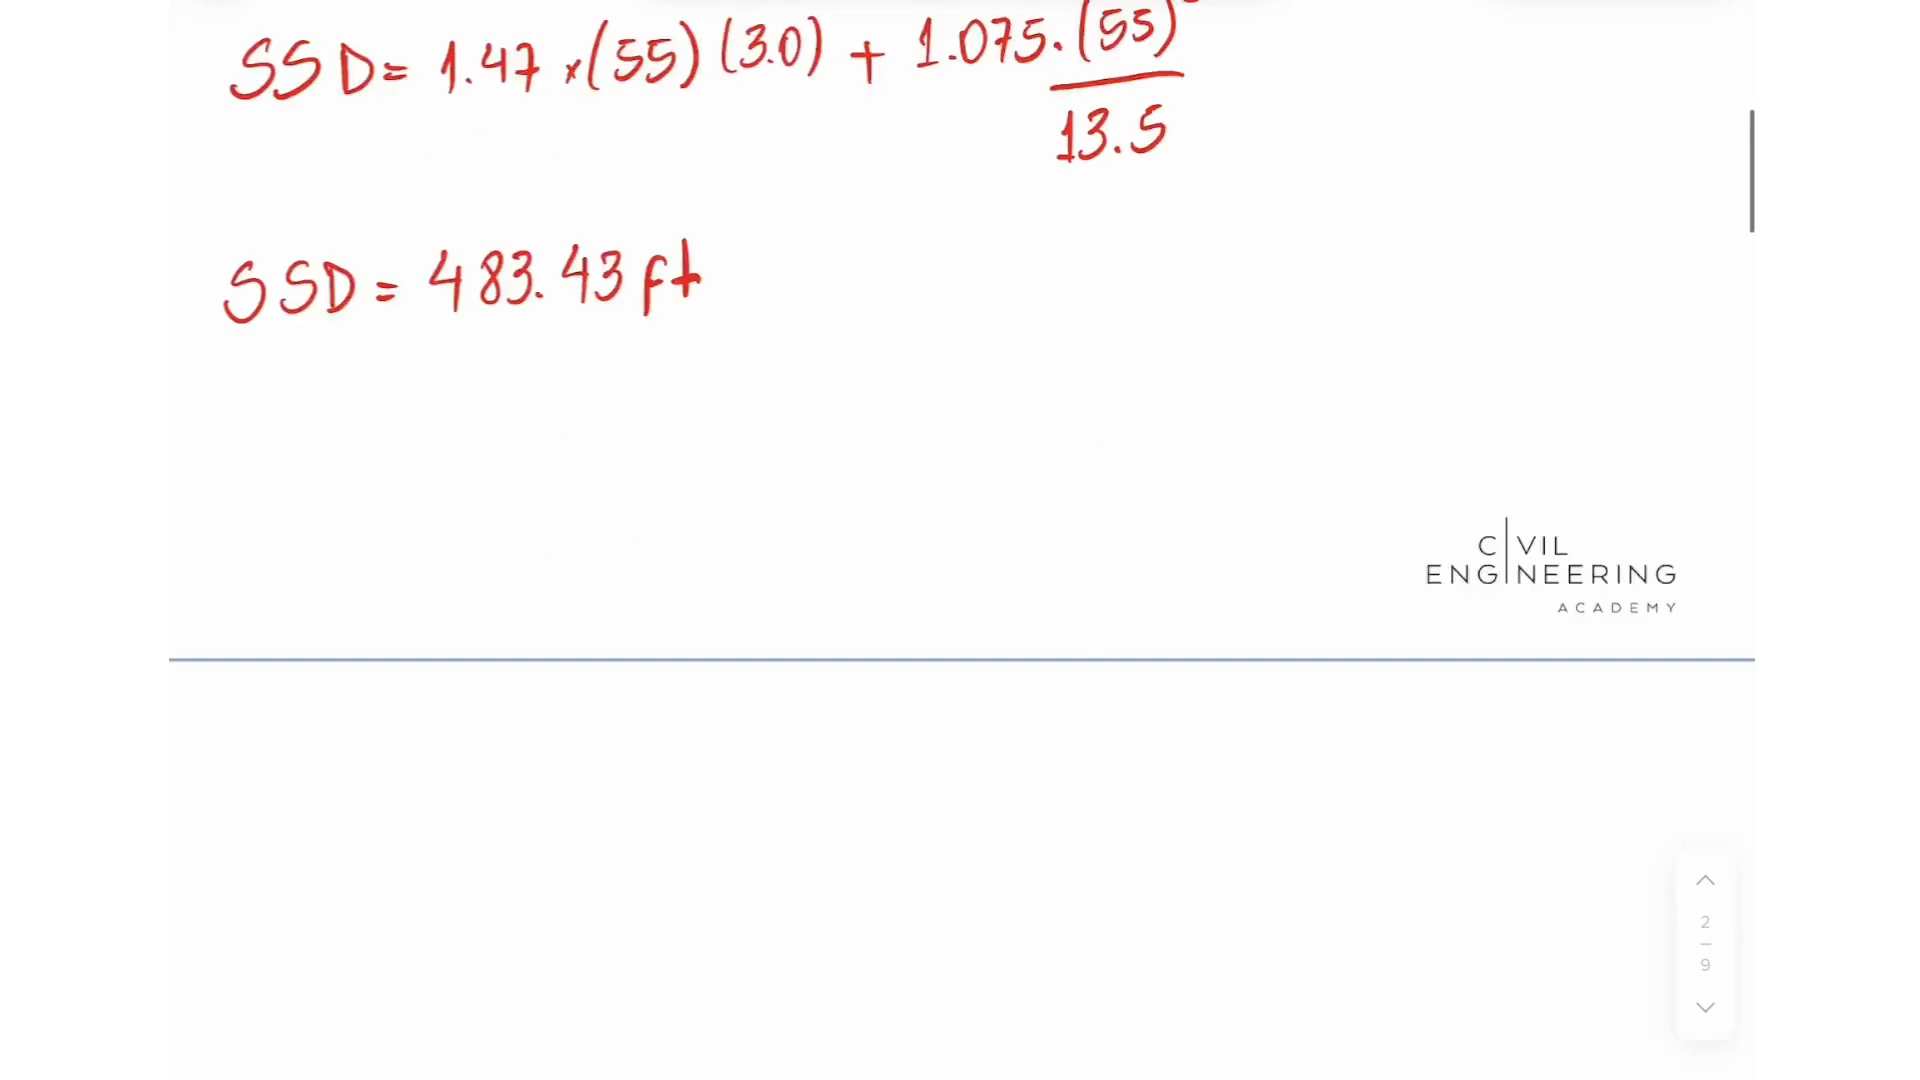 SSD= 1.47 x(55) (3.0) + 1.075. (55)
13.5
SSD= 483.43 ft
CIVIL
ENGINEERING
ACADEMY
2
9